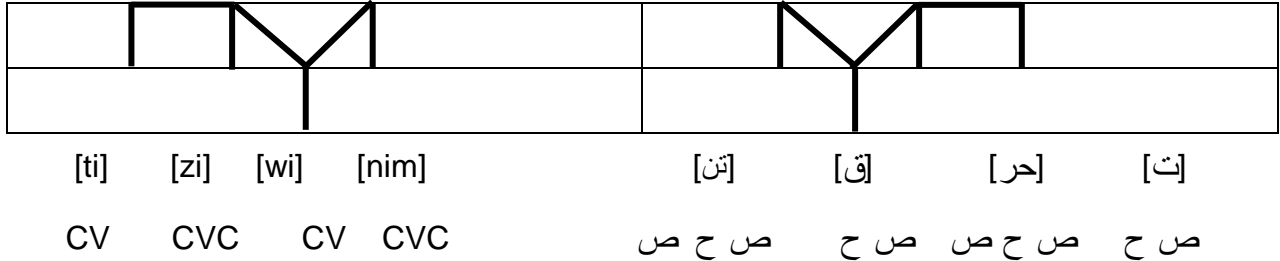 [ti] [zi] [wi] [nim] [ت] [حر] [ق] [تن]
CV CVC CV CVC ص ح ص ح ص ص ح ص ح ص